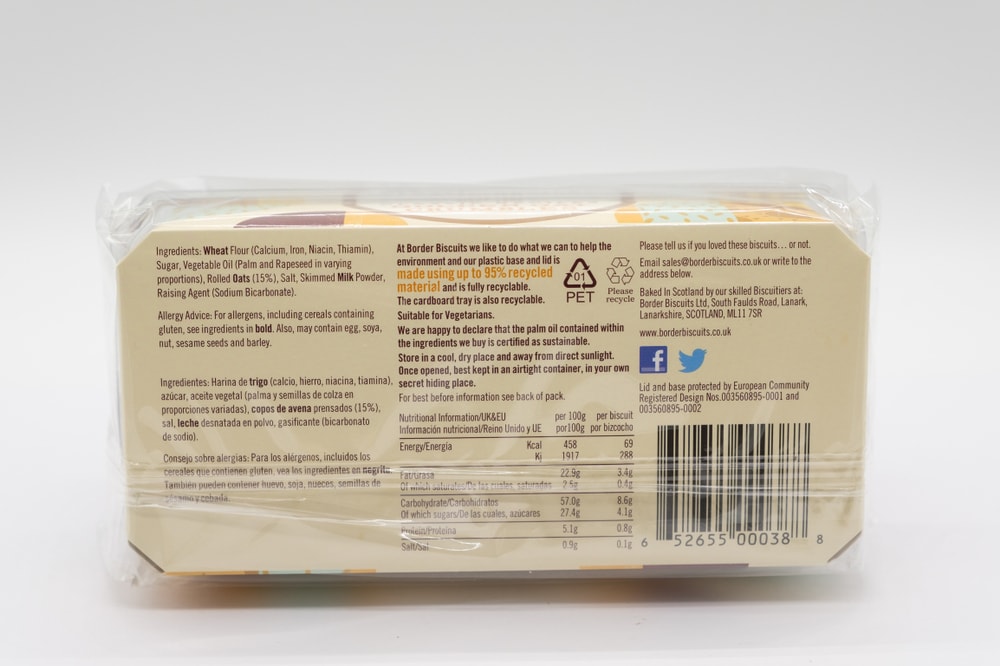 Ingredients: Wheat Flour (Calcium, Iron, Niacin, Thiamin),
Sugar, Vegetable Oil (Palm and Rapeseed in varying
proportions), Rolled Oats (15%), Salt, Skimmed Milk Powder,
Raising Agent (Sodium Bicarbonate).
Allergy Advice: For allergens, including cereals containing
gluten, see ingredients in bold. Also, may contain egg, soya,
nut, sesame seeds and barley.
Ingredientes: Harina de trigo (calcio, hierro, niacina, tiamina),
azúcar, aceite vegetal (palma y semillas de colza en
proporciones variadas), copos de avena prensados (15%),
sal, leche desnatada en polvo, gasificante (bicarbonato
de sodio).
Consejo sobre alergias: Para los alérgenos, incluidos los
cereales que contienen gluten, vea los ingredientes en negrita.
También pueden contener huevo, soja, nueces, semillas de
sésamo y cebada.
At Border Biscuits we like to do what we can to help the
environment and our plastic base and lid is
made using up to 95% recycled
material and is fully recyclable.
The cardboard tray is also recyclable.
01
PET
Please
recycle
Suitable for Vegetarians.
We are happy to declare that the palm oil contained within
the ingredients we buy is certified as sustainable.
Store in a cool, dry place and away from direct sunlight.
Once opened, best kept in an airtight container, in your own
secret hiding place.
For best before information see back of pack.
Nutritional Information/UK&EU per 100g per biscuit
Información nutricional/Reino Unido y UE por100g por bizcocho
Energy/Energía Kcal 458 69
Kj 1917 288
Fat/Grasa 22.9g 3.4g
Of which saturates/De las cuales, saturadas 2.5g 0.4g
Carbohydrate/Carbohidratos 57.0g 8.6g
Of which sugars/De las cuales, azúcares 27.4g 4.1g
Protein/Proteína 5.1g 0.8g
Salt/Sal 0.9g 0.1g
Please tell us if you loved these biscuits... or not.
Email sales@borderbiscuits.co.uk or write to the
address below.
Baked In Scotland by our skilled Biscuitiers at:
Border Biscuits Ltd, South Faulds Road, Lanark,
Lanarkshire, SCOTLAND, ML11 7SR
www.borderbiscuits.co.uk
f
Lid and base protected by European Community
Registered Design Nos.003560895-0001 and
003560895-0002
6 52655 00038 8